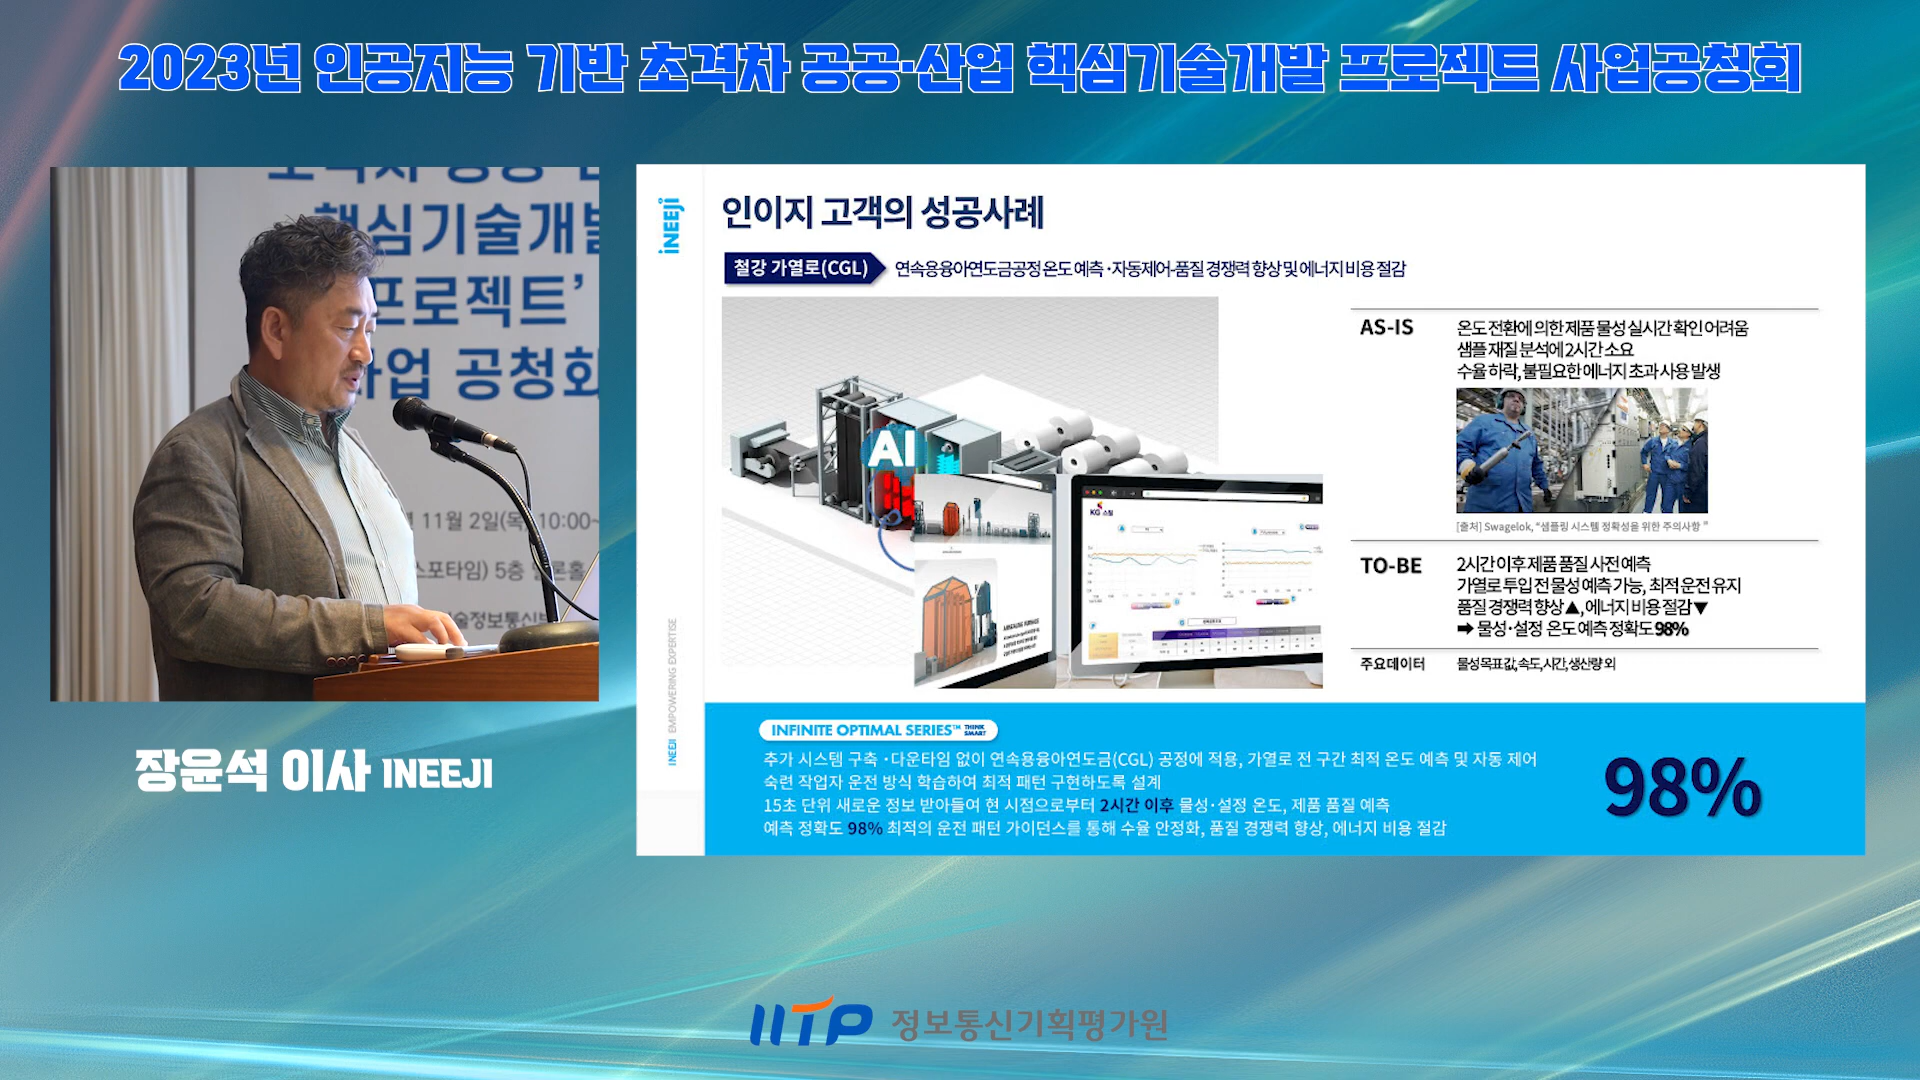 2023년 인공지능 기반 초격차 공공·산업 핵심기술개발 프로젝트 사업공청회
핵심기술개발
프로젝트’
사업 공청회
11월 2일(목) 10:00~
스포타임) 5층
술정보통신부
장윤석 이사 INEEJI
iNEEJi
INEEJI EMPOWERING EXPERTISE
인이지 고객의 성공사례
철강 가열로(CGL)
연속용융아연도금공정 온도 예측·자동제어-품질 경쟁력 향상 및 에너지 비용 절감
AI
KG 스틸
ANNEALING FURNACE
AS-IS
온도 전환에 의한 제품 물성 실시간 확인 어려움
샘플 재질 분석에 2시간 소요
수율 하락, 불필요한 에너지 초과 사용 발생
[출처] Swagelok, “샘플링 시스템 정확성을 위한 주의사항 ”
TO-BE
2시간 이후 제품 품질 사전 예측
가열로 투입 전 물성 예측 가능, 최적 운전 유지
품질 경쟁력 향상▲, 에너지 비용 절감▼
➡ 물성·설정 온도 예측 정확도 98%
주요데이터
물성 목표 값, 속도, 시간, 생산량 외
INFINITE OPTIMAL SERIES™ THINK SMART
추가 시스템 구축 ·다운타임 없이 연속용융아연도금(CGL) 공정에 적용, 가열로 전 구간 최적 온도 예측 및 자동 제어
숙련 작업자 운전 방식 학습하여 최적 패턴 구현하도록 설계
15초 단위 새로운 정보 받아들여 현 시점으로부터 2시간 이후 물성·설정 온도, 제품 품질 예측
예측 정확도 98% 최적의 운전 패턴 가이던스를 통해 수율 안정화, 품질 경쟁력 향상, 에너지 비용 절감
98%
IITP 정보통신기획평가원